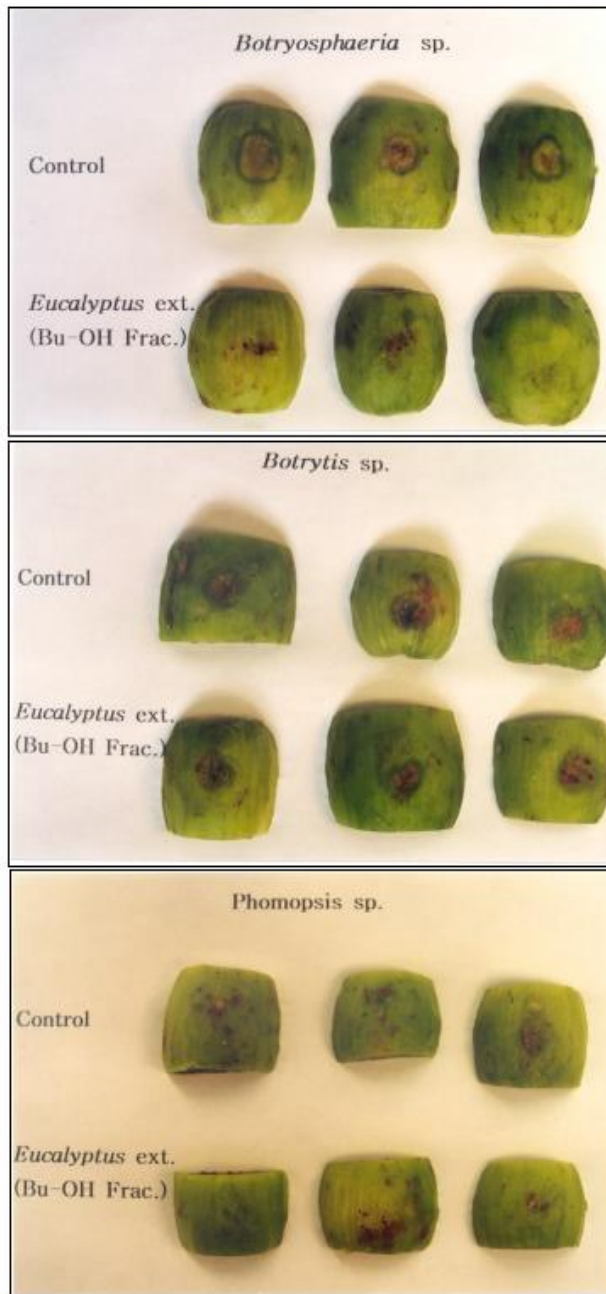 Botryosphaeria sp.
Control
Eucalyptus ext.
(Bu-OH Frac.)
Botrytis sp.
Control
Eucalyptus ext.
(Bu-OH Frac.)
Phomopsis sp.
Control
Eucalyptus ext.
(Bu-OH Frac.)